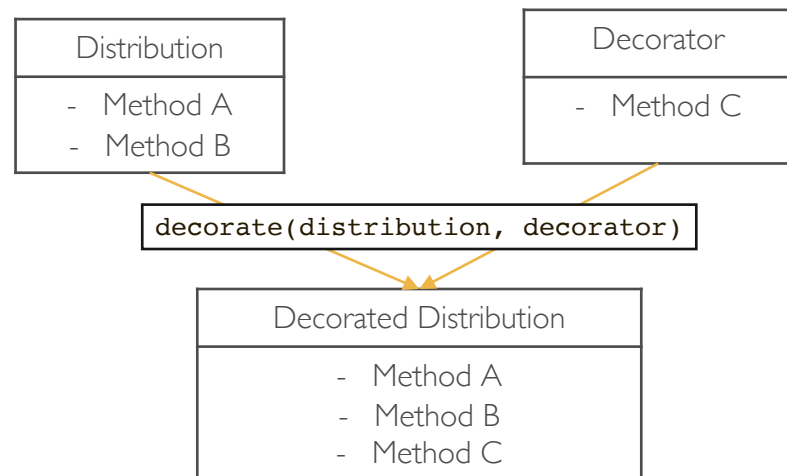 Distribution
- Method A
- Method B
Decorator
- Method C
decorate(distribution, decorator)
Decorated Distribution
- Method A
- Method B
- Method C